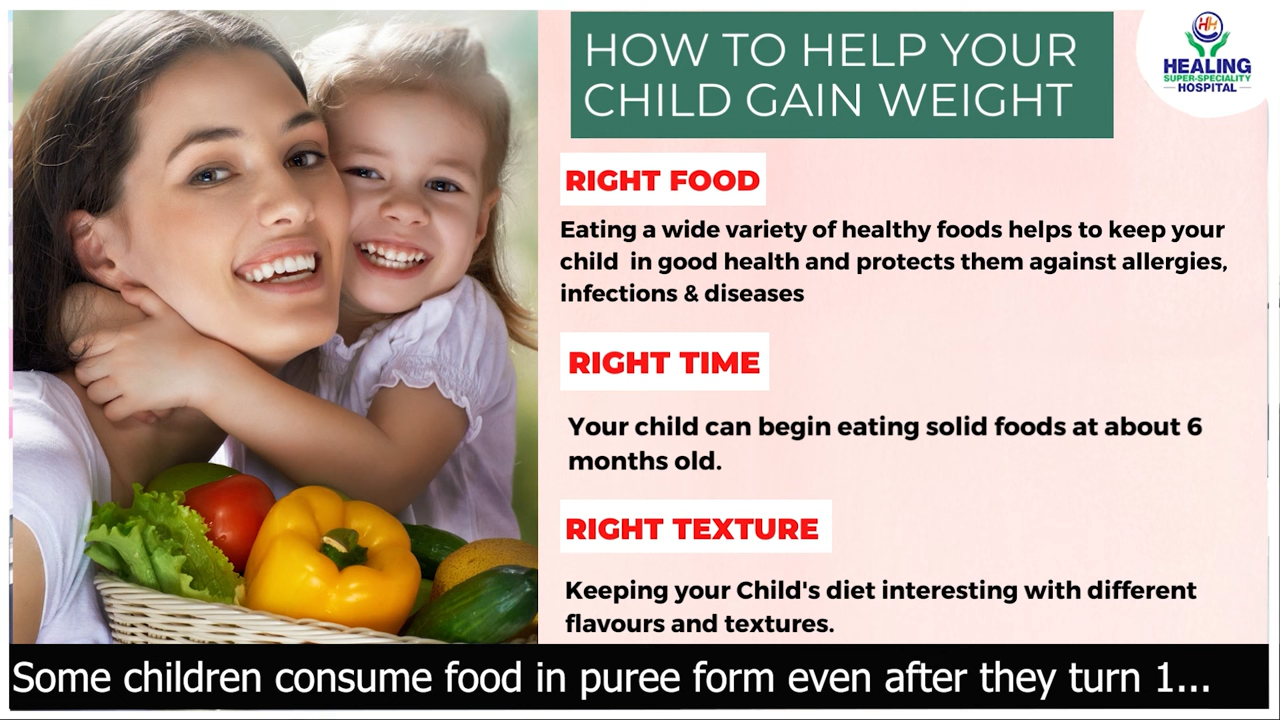 HOW TO HELP YOUR
CHILD GAIN WEIGHT
HH
HEALING
SUPER-SPECIALITY
HOSPITAL
RIGHT FOOD
Eating a wide variety of healthy foods helps to keep your
child in good health and protects them against allergies,
infections & diseases
RIGHT TIME
Your child can begin eating solid foods at about 6
months old.
RIGHT TEXTURE
Keeping your Child's diet interesting with different
flavours and textures.
Some children consume food in puree form even after they turn 1...